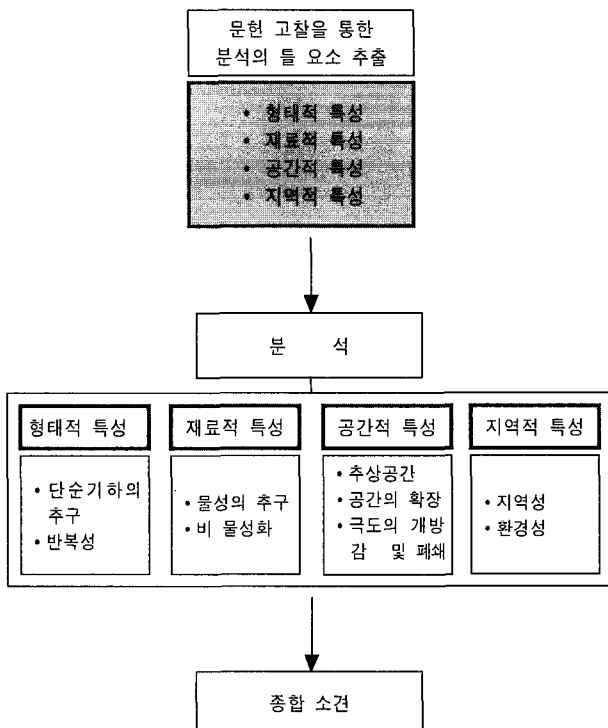 문헌 고찰을 통한
분석의 틀 요소 추출
• 형태적 특성
• 재료적 특성
• 공간적 특성
• 지역적 특성
분 석
형태적 특성
• 단순기하의
추구
• 반복성
재료적 특성
• 물성의 추구
• 비 물성화
공간적 특성
• 추상공간
• 공간의 확장
• 극도의 개방
감 및 폐쇄
지역적 특성
• 지역성
• 환경성
종합 소견